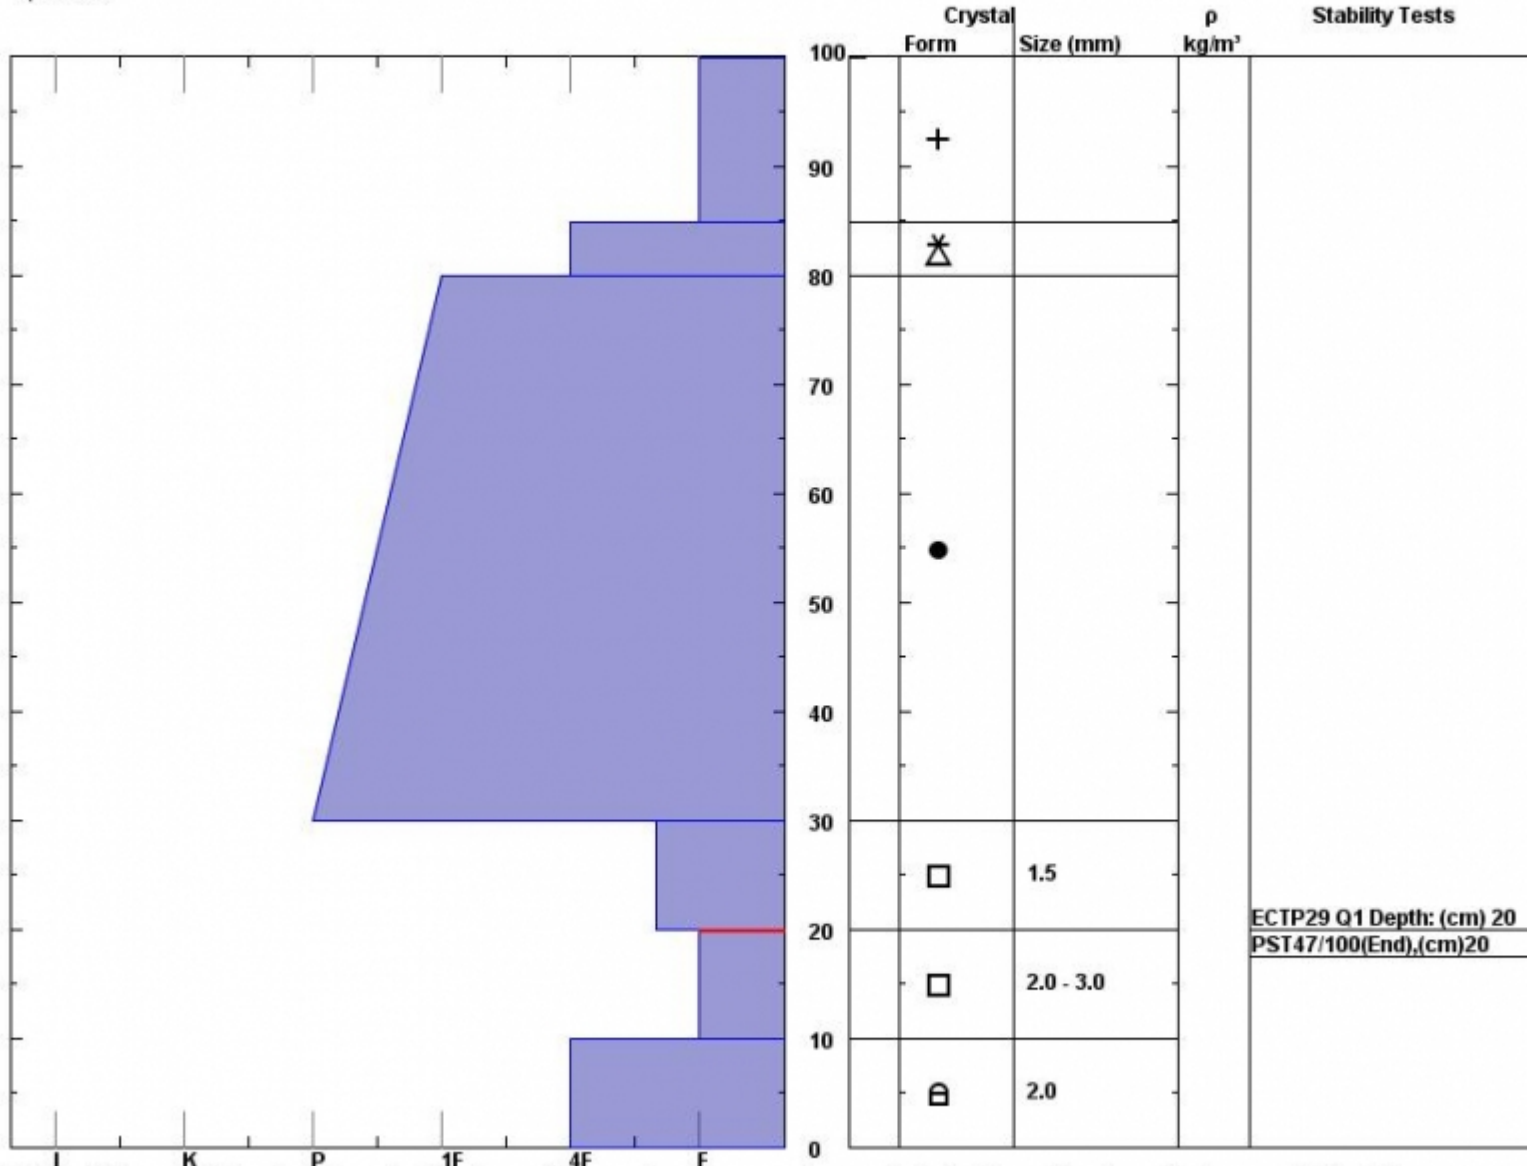 Crystal ρ Stability Tests
Form Size (mm) kg/m³
100
90
80
70
60
50
40
30
1.5
ECTP29 Q1 Depth: (cm) 20
20
PST47/100(End),(cm)20
2.0 - 3.0
10
2.0
0
I K P 1F 4F F